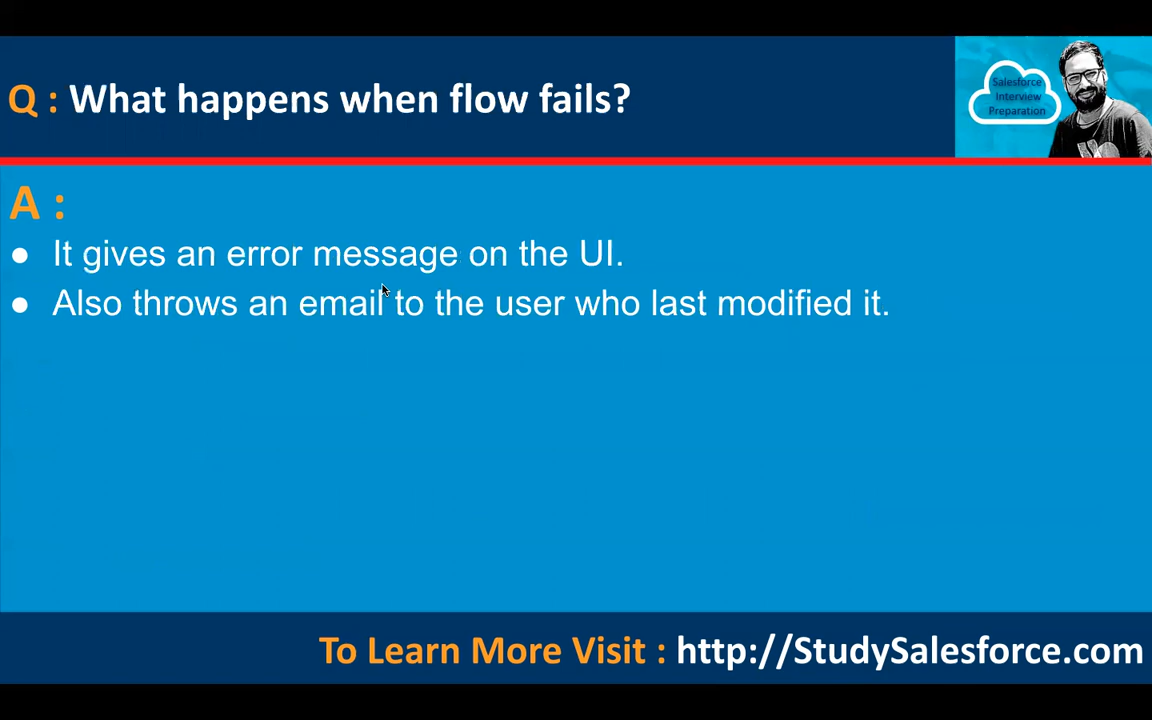 Q : What happens when flow fails?
Salesforce
Interview
Preparation
A :
● It gives an error message on the UI.
● Also throws an email to the user who last modified it.
To Learn More Visit : http://StudySalesforce.com